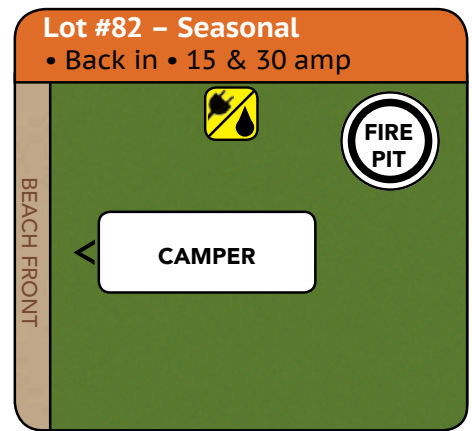 Lot #82 – Seasonal
• Back in • 15 & 30 amp
FIRE
PIT
BEACH FRONT
CAMPER